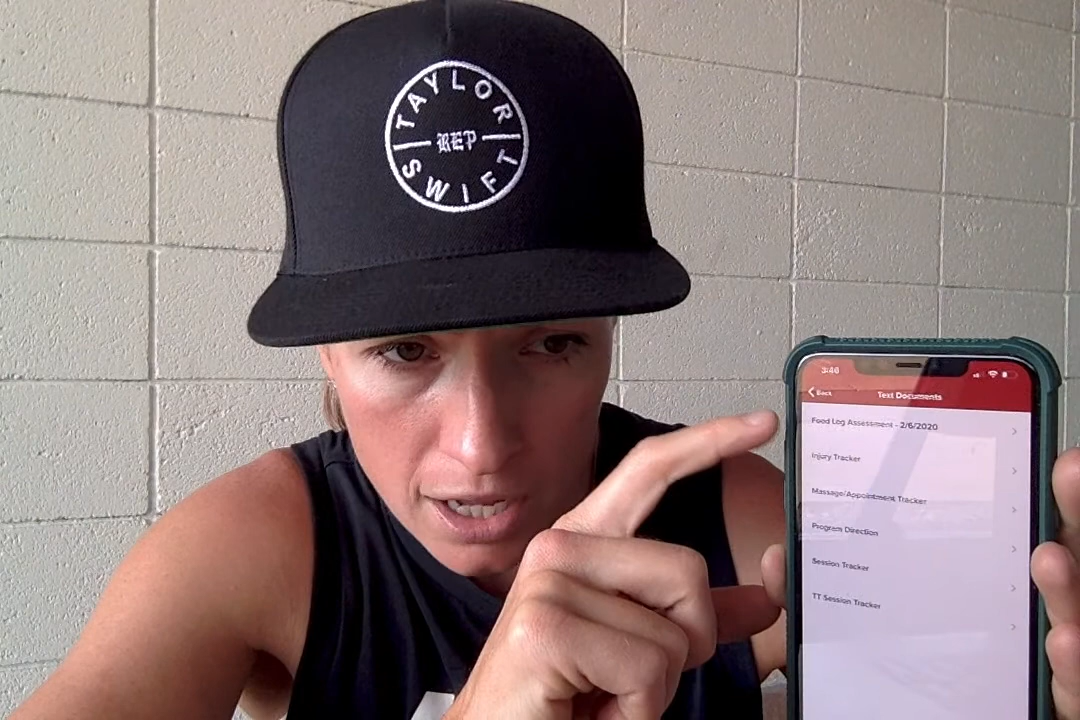 TAYLOR
REP
SWIFT
3:46
Back
Text Documents
Food Log Assessment - 2/6/2020
Injury Tracker
Massage/Appointment Tracker
Program Direction
Session Tracker
TT Session Tracker